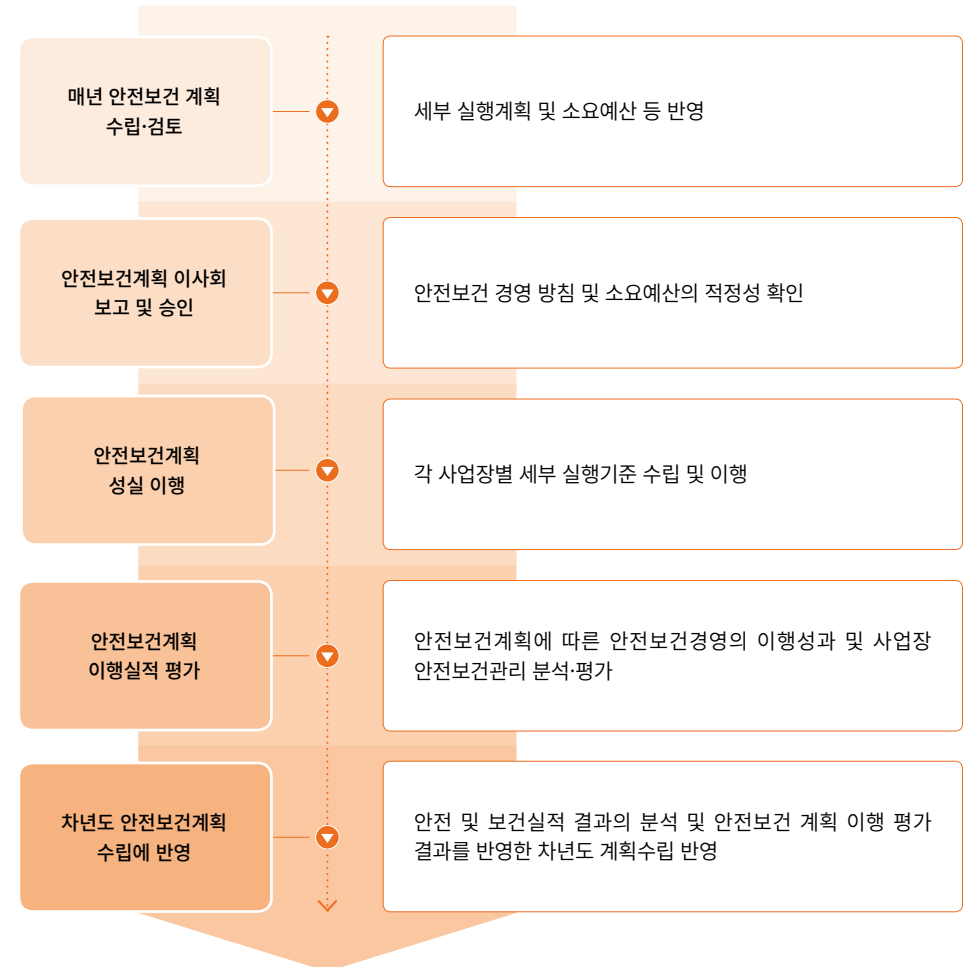 매년 안전보건 계획
수립·검토
세부 실행계획 및 소요예산 등 반영
안전보건계획 이사회
보고 및 승인
안전보건 경영 방침 및 소요예산의 적정성 확인
안전보건계획
성실 이행
각 사업장별 세부 실행기준 수립 및 이행
안전보건계획
이행실적 평가
안전보건계획에 따른 안전보건경영의 이행성과 및 사업장
안전보건관리 분석·평가
차년도 안전보건계획
수립에 반영
안전 및 보건실적 결과의 분석 및 안전보건 계획 이행 평가
결과를 반영한 차년도 계획수립 반영